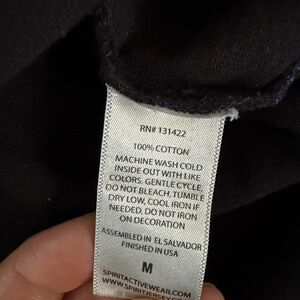 RN# 131422
100% COTTON
MACHINE WASH COLD
INSIDE OUT WITH LIKE
COLORS. GENTLE CYCLE,
DO NOT BLEACH, TUMBLE
DRY LOW, COOL IRON IF
NEEDED, DO NOT IRON
ON DECORATION
ASSEMBLED IN EL SALVADOR
FINISHED IN USA
M
SPIRITACTIVEWEAR.COM